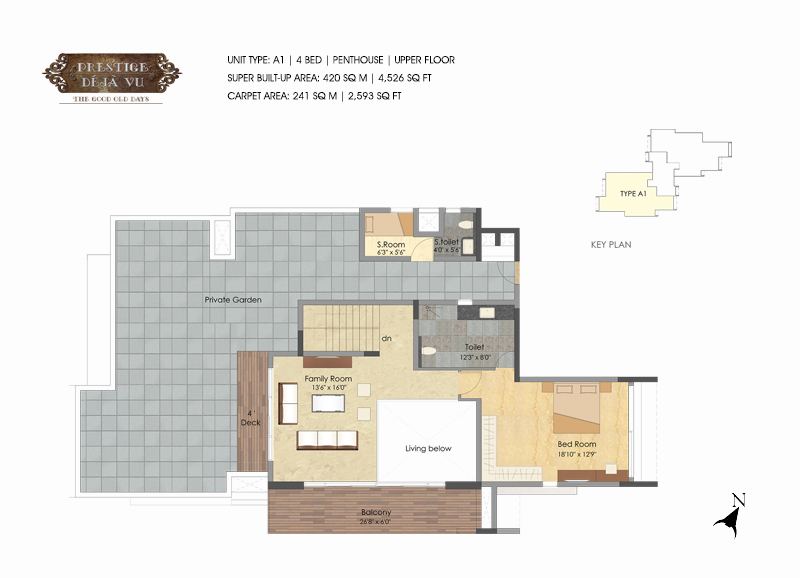 PRESTIGE
DÉJÀ VU
THE GOOD OLD DAYS
UNIT TYPE: A1 | 4 BED | PENTHOUSE | UPPER FLOOR
SUPER BUILT-UP AREA: 420 SQ M | 4,526 SQ FT
CARPET AREA: 241 SQ M | 2,593 SQ FT
TYPE A1
KEY PLAN
S.Room
6'3" x 5'6"
S.toilet
4'0" x 5'6"
Private Garden
dn
Toilet
12'3" x 8'0"
Family Room
13'6" x 16'0"
4'
Deck
Living below
Bed Room
18'10" x 12'9"
Balcony
26'8" x 6'0"
N